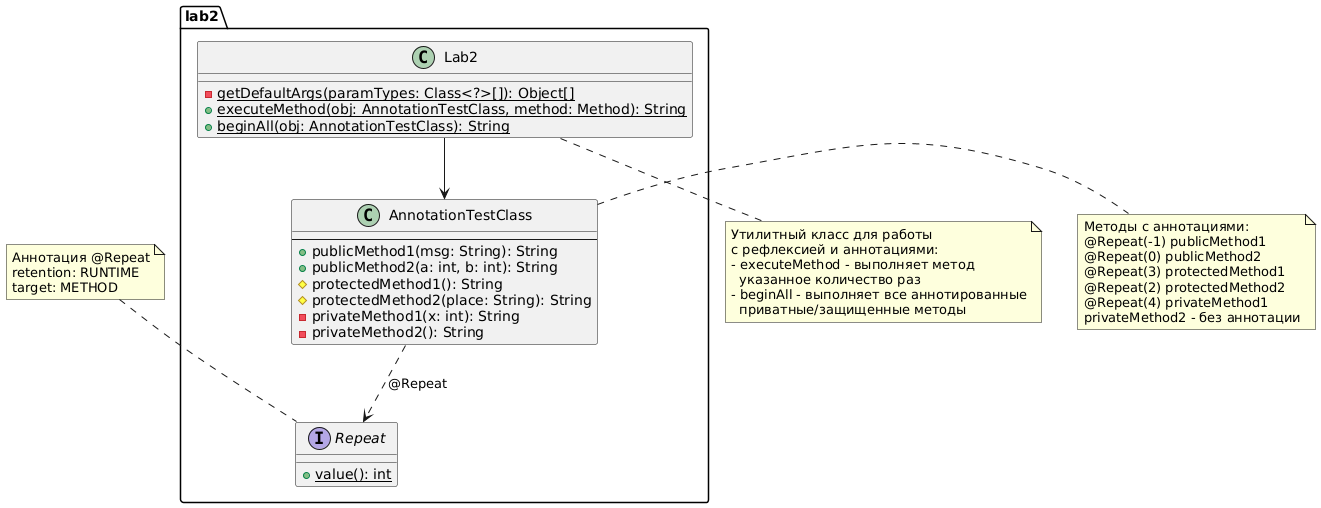 lab2
C Lab2
getDefaultArgs(paramTypes: Class<?>[]): Object[]
executeMethod(obj: AnnotationTestClass, method: Method): String
beginAll(obj: AnnotationTestClass): String
C AnnotationTestClass
publicMethod1(msg: String): String
publicMethod2(a: int, b: int): String
protectedMethod1(): String
protectedMethod2(place: String): String
privateMethod1(x: int): String
privateMethod2(): String
Утилитный класс для работы
с рефлексией и аннотациями:
- executeMethod - выполняет метод
указанное количество раз
- beginAll - выполняет все аннотированные
приватные/защищенные методы
Методы с аннотациями:
@Repeat(-1) publicMethod1
@Repeat(0) publicMethod2
@Repeat(3) protectedMethod1
@Repeat(2) protectedMethod2
@Repeat(4) privateMethod1
privateMethod2 - без аннотации
Аннотация @Repeat
retention: RUNTIME
target: METHOD
@Repeat
I Repeat
value(): int